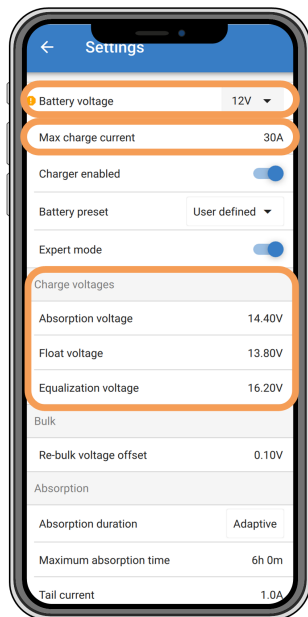 Settings
Battery voltage 12V
Max charge current 30A
Charger enabled
Battery preset User defined
Expert mode
Charge voltages
Absorption voltage 14.40V
Float voltage 13.80V
Equalization voltage 16.20V
Bulk
Re-bulk voltage offset 0.10V
Absorption
Absorption duration Adaptive
Maximum absorption time 6h 0m
Tail current 1.0A